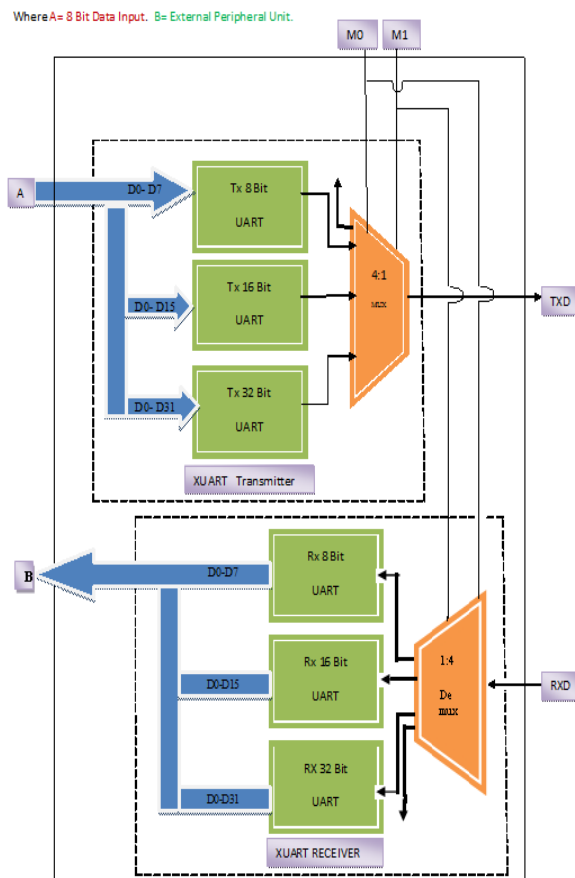 Where A= 8 Bit Data Input. B= External Peripheral Unit.
M0
M1
A
D0- D7
Tx 8 Bit
UART
D0- D15
Tx 16 Bit
UART
4:1
MUX
TXD
D0- D31
Tx 32 Bit
UART
XUART Transmitter
B
D0-D7
Rx 8 Bit
UART
D0-D15
Rx 16 Bit
UART
1:4
De
mux
RXD
D0-D31
RX 32 Bit
UART
XUART RECEIVER